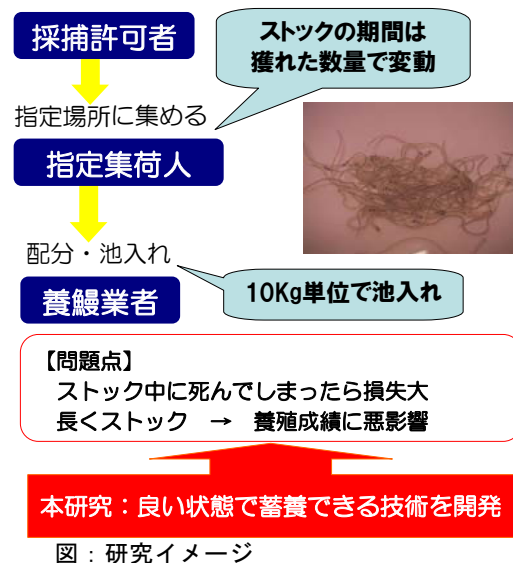 採捕許可者
ストックの期間は
獲れた数量で変動
指定場所に集める
指定集荷人
配分・池入れ
10Kg単位で池入れ
養鰻業者
【問題点】
ストック中に死んでしまったら損失大
長くストック → 養殖成績に悪影響
本研究：良い状態で蓄養できる技術を開発
図：研究イメージ